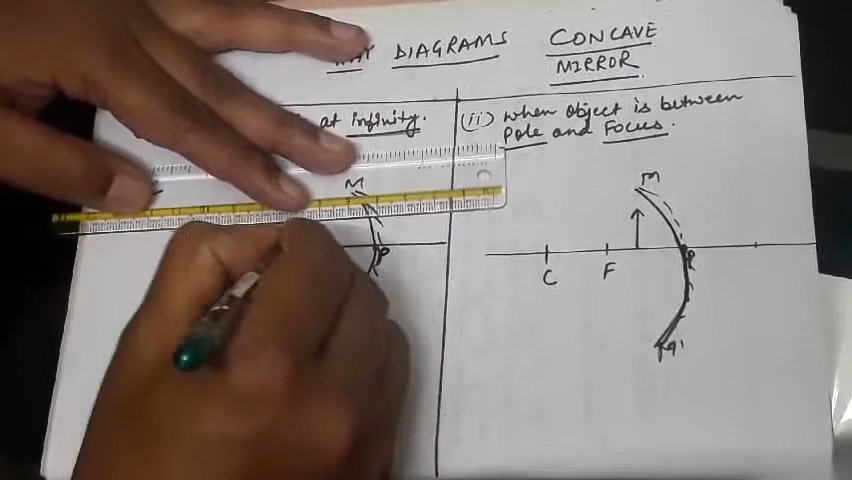 DIAGRAMS CONCAVE
MIRROR
at infinity.
(ii) When Object is between
Pole and Focus.
M
P
M
C
F
P
M'